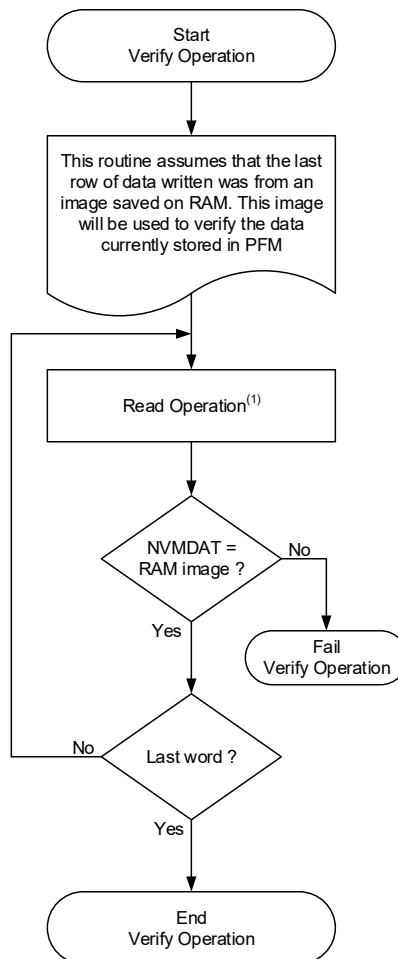 Start
Verify Operation
This routine assumes that the last
row of data written was from an
image saved on RAM. This image
will be used to verify the data
currently stored in PFM
Read Operation(1)
NVMDAT =
RAM image ?
No
Yes
Fail
Verify Operation
Last word ?
No
Yes
End
Verify Operation